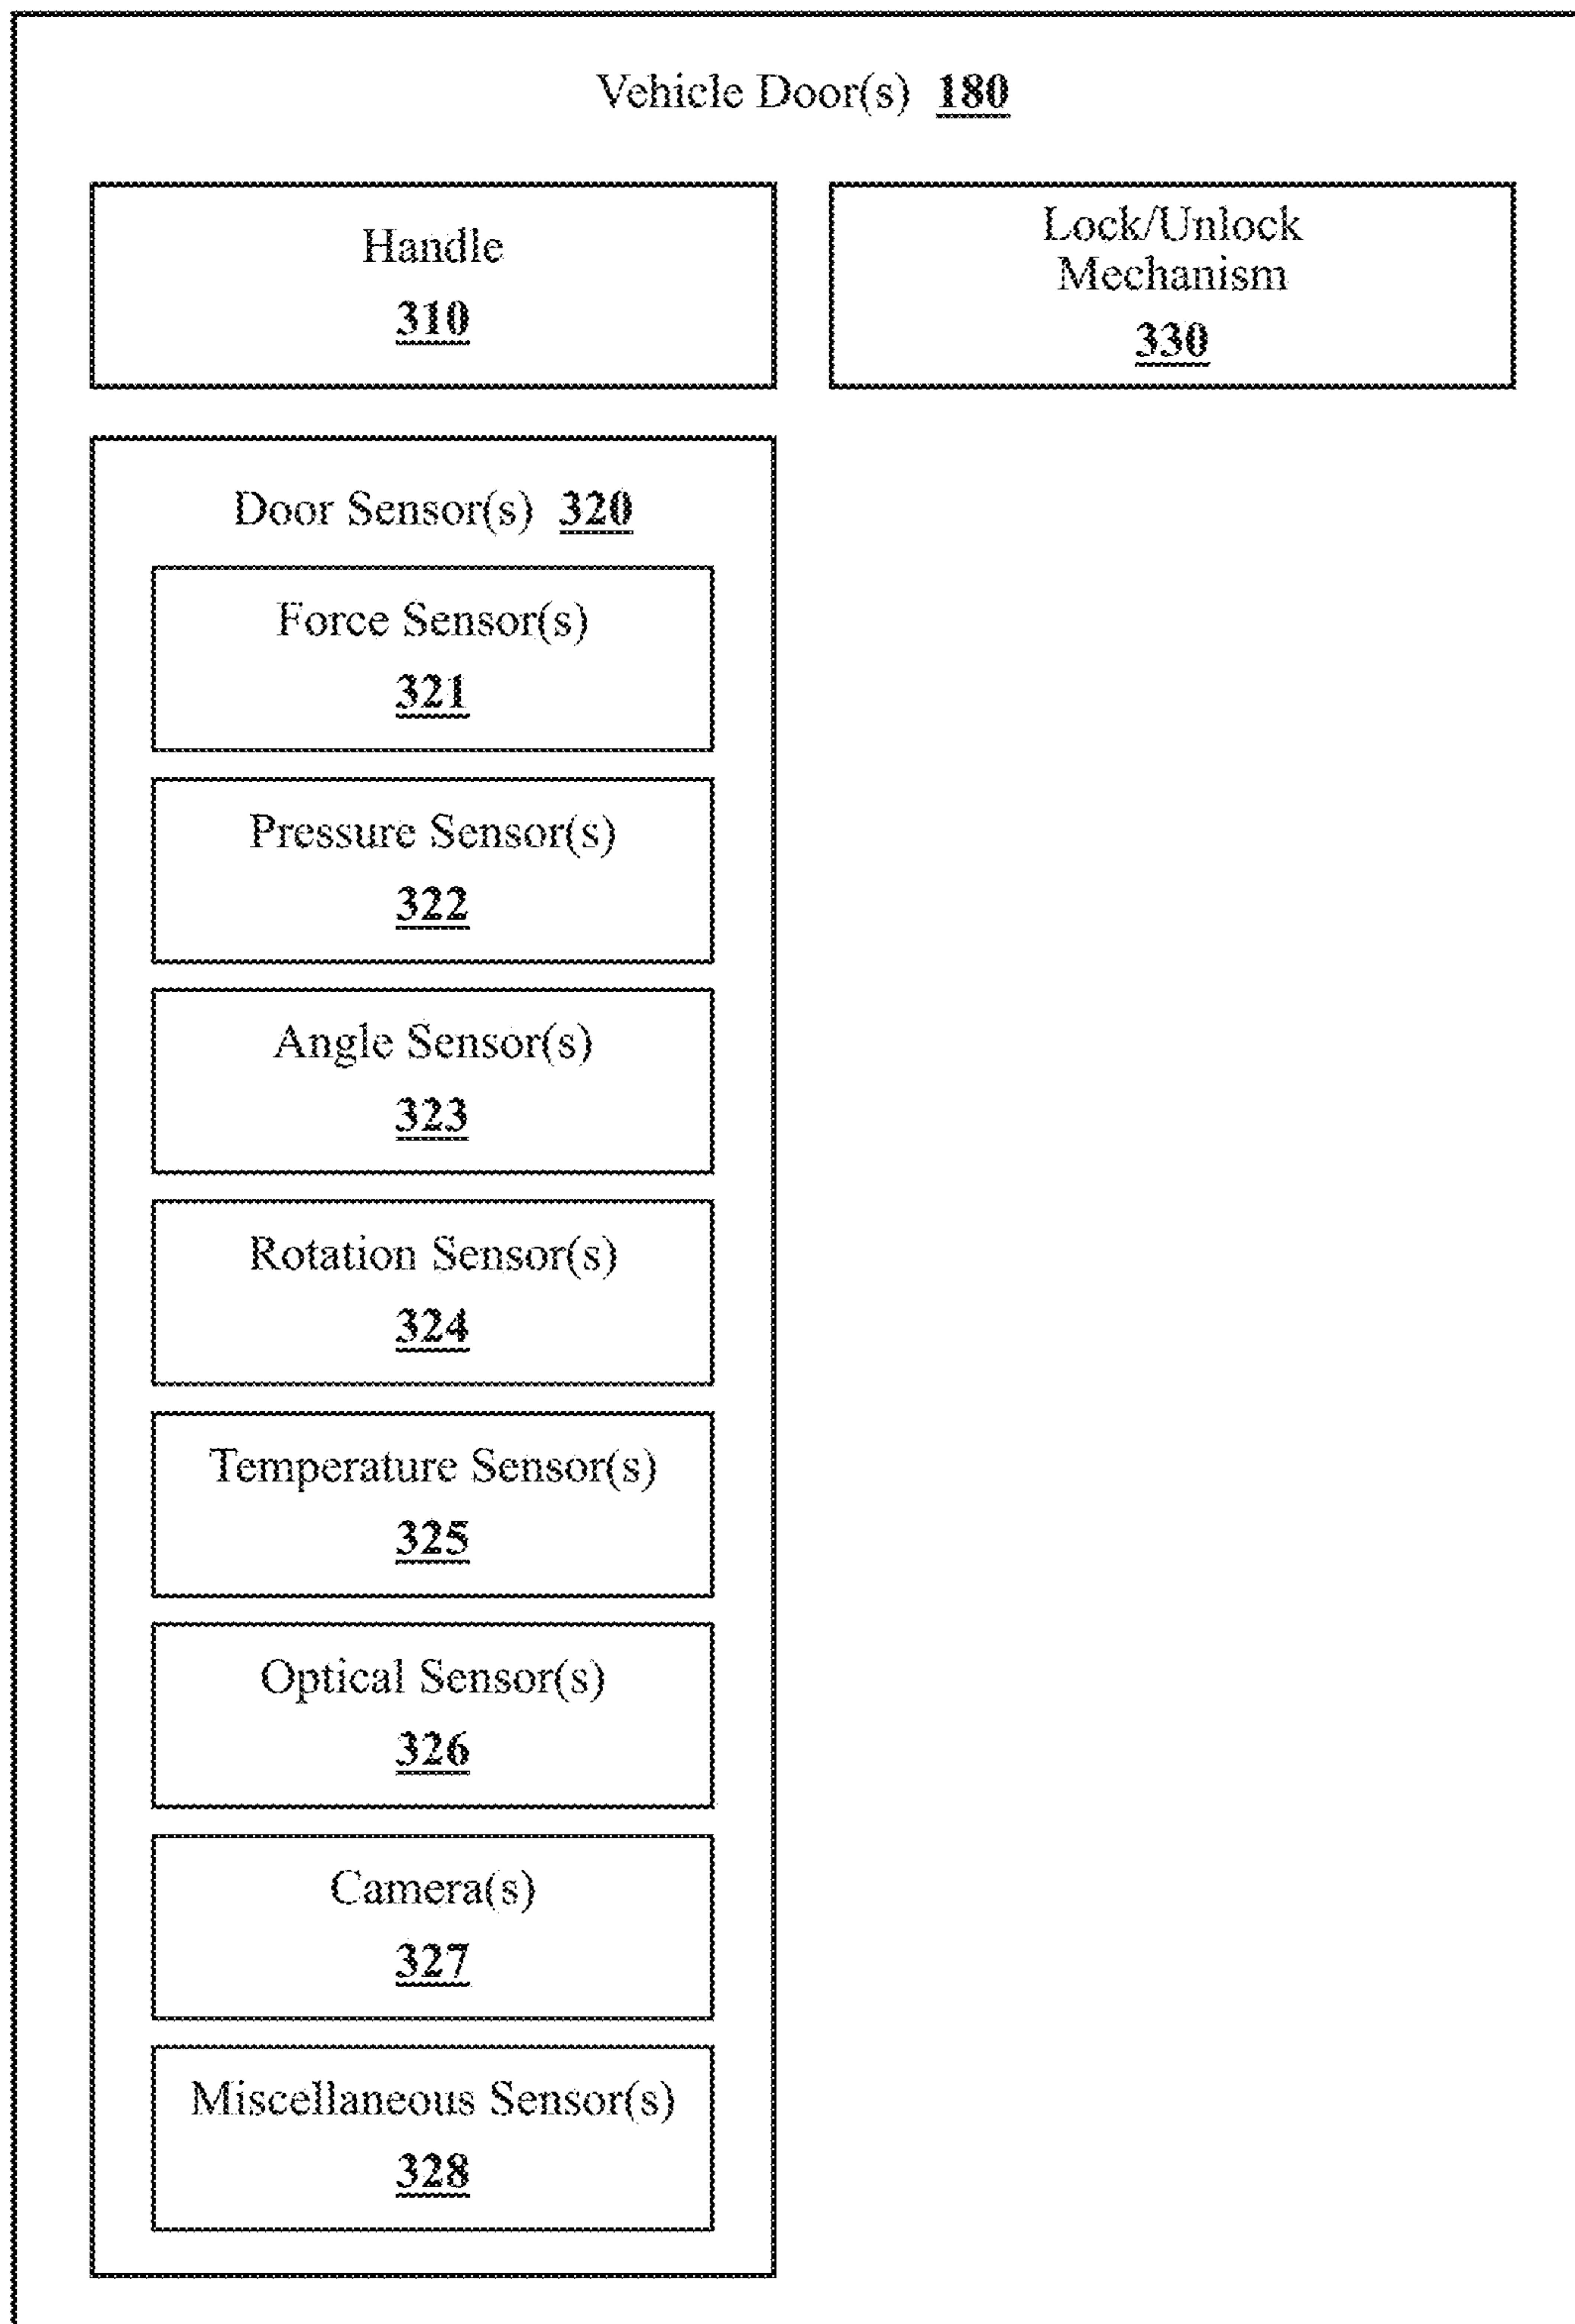 Vehicle Door(s) 180
Handle
310
Lock/Unlock
Mechanism
330
Door Sensor(s) 320
Force Sensor(s)
321
Pressure Sensor(s)
322
Angle Sensor(s)
323
Rotation Sensor(s)
324
Temperature Sensor(s)
325
Optical Sensor(s)
326
Camera(s)
327
Miscellaneous Sensor(s)
328